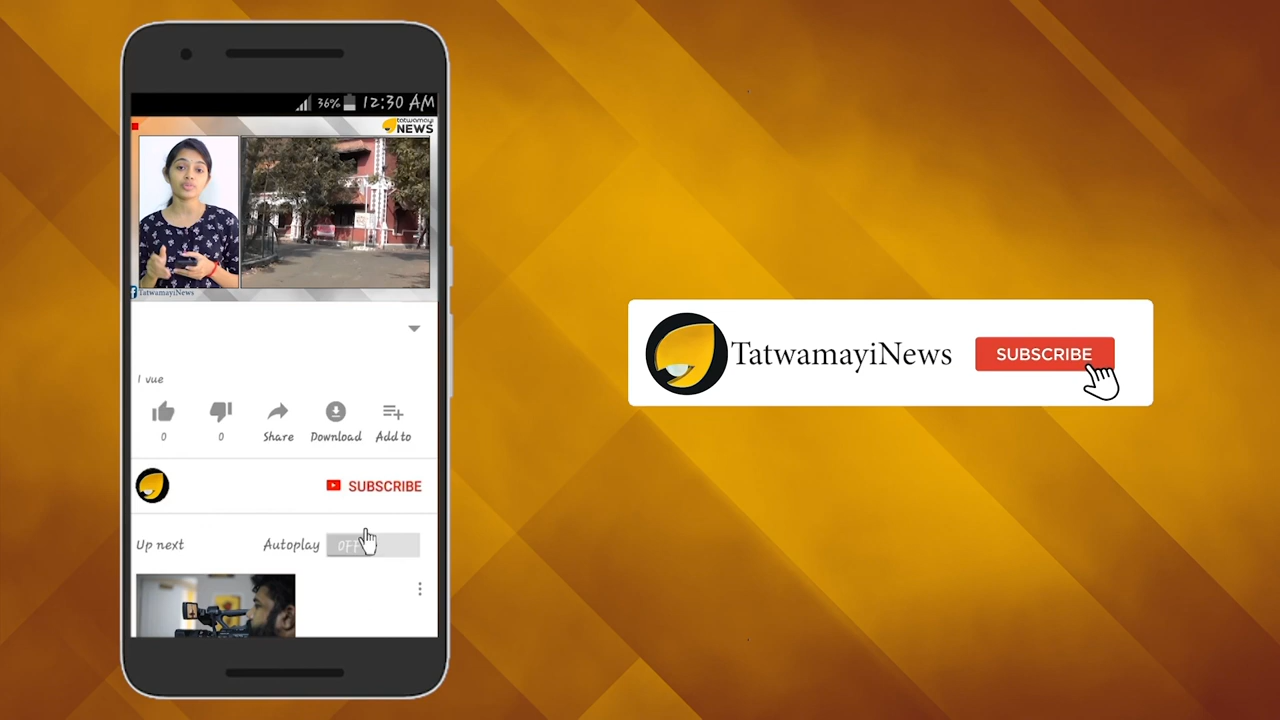 36% 12:30 AM
tatwamayi
NEWS
TatwamayiNews
1 vue
0 0 Share Download Add to
SUBSCRIBE
Up next Autoplay OFF
TatwamayiNews SUBSCRIBE